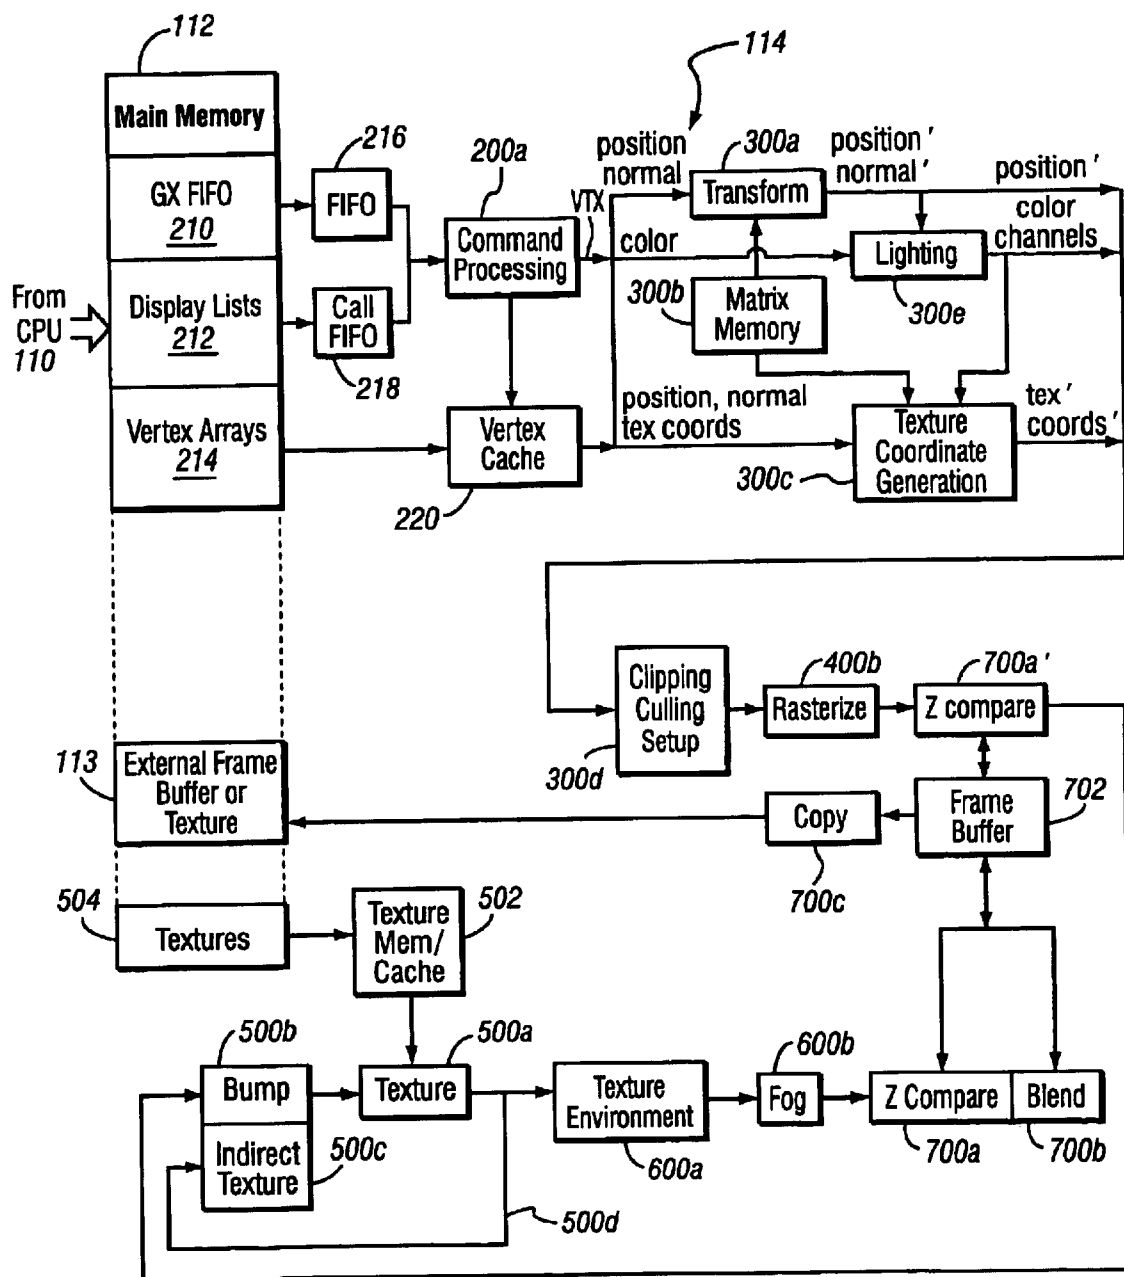 112
114
Main Memory
216
200a
position
normal
300a
position ′
normal ′
position ′
GX FIFO
210
FIFO
VTX
Transform
color
channels
Command
Processing
color
Lighting
From
CPU
110
Display Lists
212
Call
FIFO
300b
Matrix
Memory
300e
218
Vertex Arrays
214
Vertex
Cache
position, normal
tex coords
Texture
Coordinate
Generation
tex ′
coords ′
220
300c
Clipping
Culling
Setup
400b
Rasterize
700a ′
Z compare
300d
113
External Frame
Buffer or
Texture
Copy
Frame
Buffer
702
700c
504
Textures
Texture
Mem/
Cache
502
500b
500a
600b
Bump
Texture
Texture
Environment
Fog
Z Compare
Blend
Indirect
Texture
500c
600a
700a
700b
500d